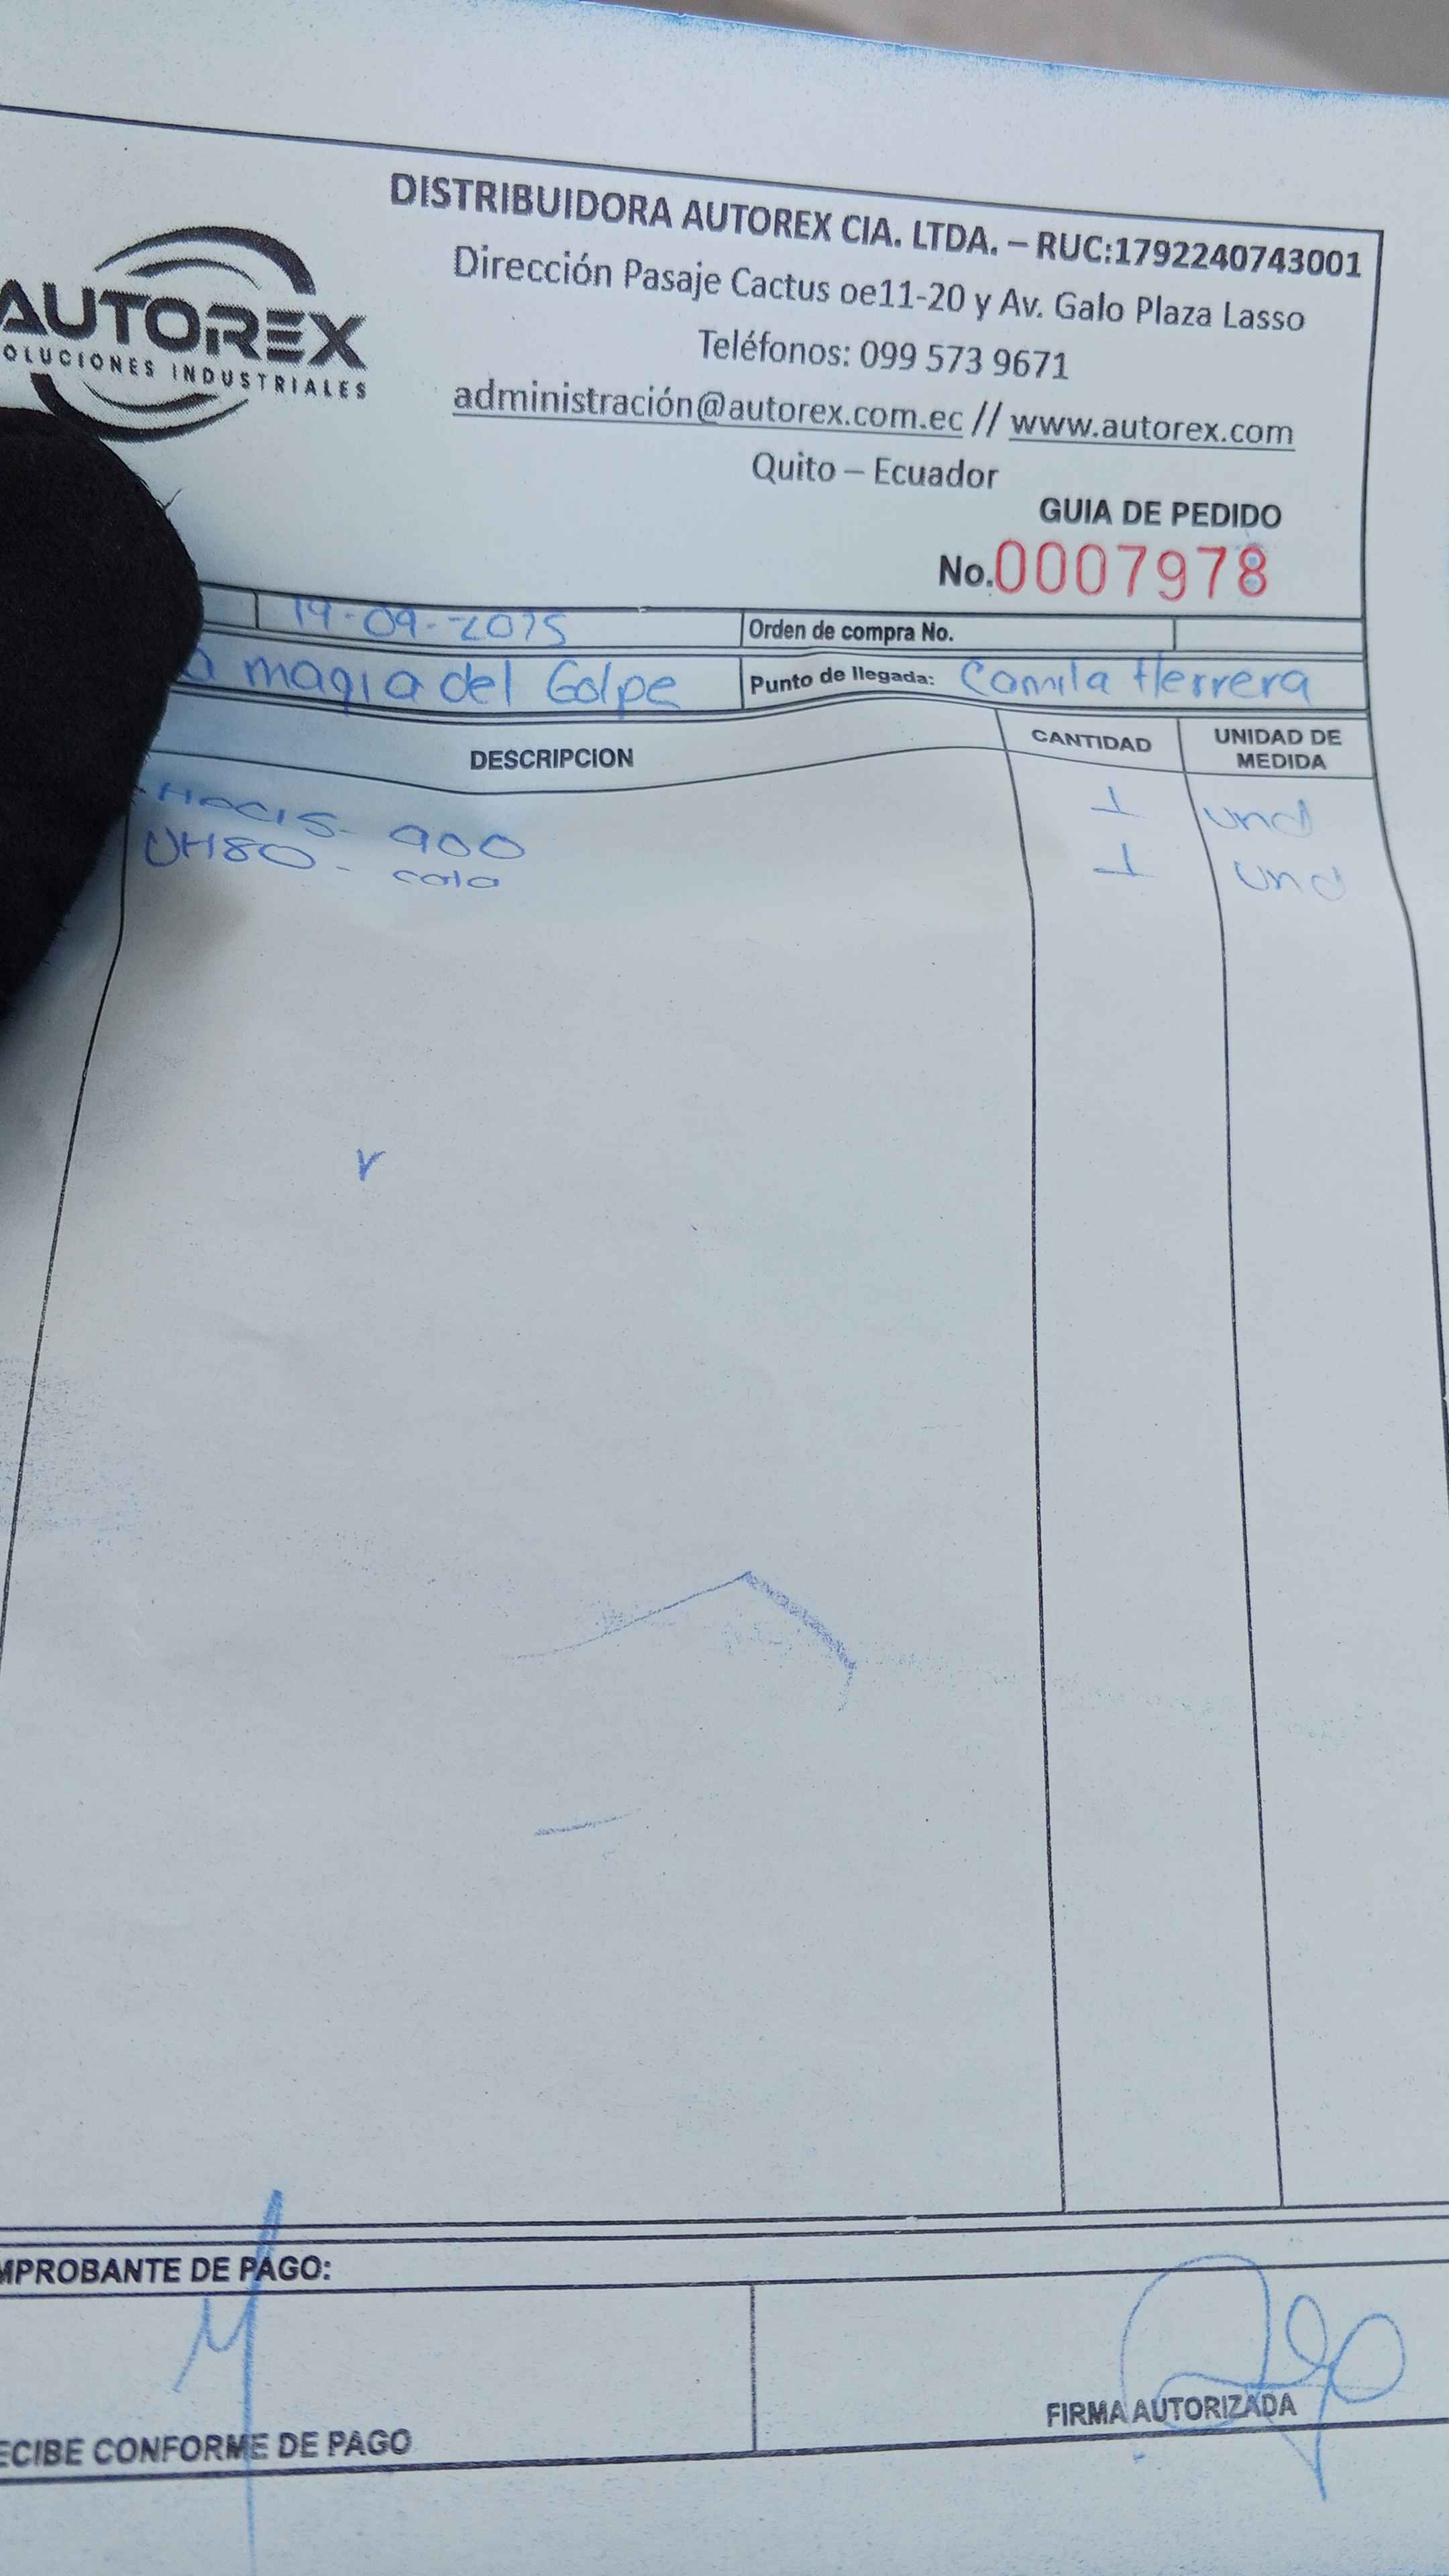 DISTRIBUIDORA AUTOREX CIA. LTDA. – RUC:1792240743001
Dirección Pasaje Cactus oe11-20 y Av. Galo Plaza Lasso
Teléfonos: 099 573 9671
administración@autorex.com.ec // www.autorex.com
Quito – Ecuador
AUTOREX
OLUCIONES INDUSTRIALES
GUIA DE PEDIDO
No. 0007978
19-09-2025 Orden de compra No.
a magia del Golpe Punto de llegada: Camila Herrera
DESCRIPCION CANTIDAD UNIDAD DE MEDIDA
900 1 und
UH80 - cola 1 und
MPROBANTE DE PAGO:
ECIBE CONFORME DE PAGO FIRMA AUTORIZADA